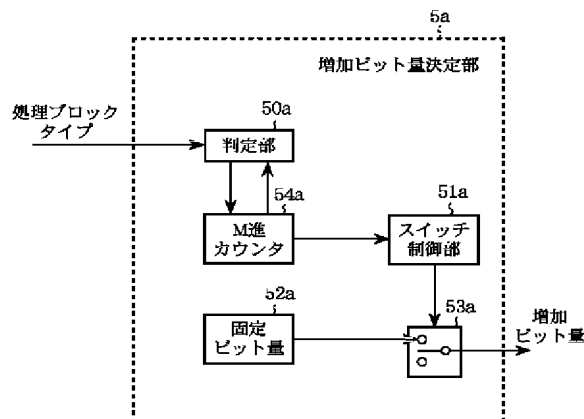 5a
増加ビット量決定部
処理ブロック
タイプ
50a
判定部
54a
M進
カウンタ
51a
スイッチ
制御部
52a
固定
ビット量
53a
増加
ビット量